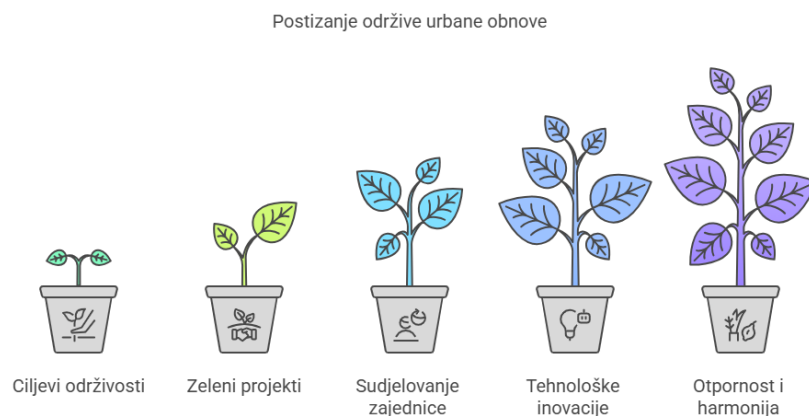 Postizanje održive urbane obnove
Ciljevi održivosti
Zeleni projekti
Sudjelovanje
zajednice
Tehnološke
inovacije
Otpornost i
harmonija